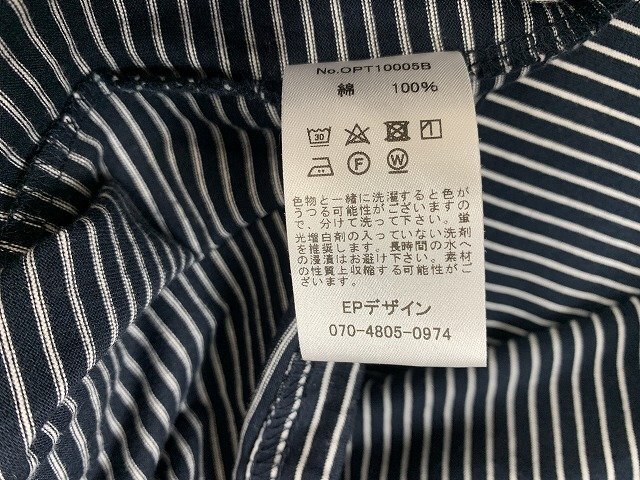 No.OPT10005B
綿 100%
30
F W
色物と一緒に洗濯すると色が
うつる可能性がございますの
で、分けて洗って下さい。蛍
光増白剤の入っていない洗剤
を推奨します。長時間の水へ
の浸漬はお避け下さい。素材
の性質上収縮する可能性がご
ざいます。
EPデザイン
070-4805-0974